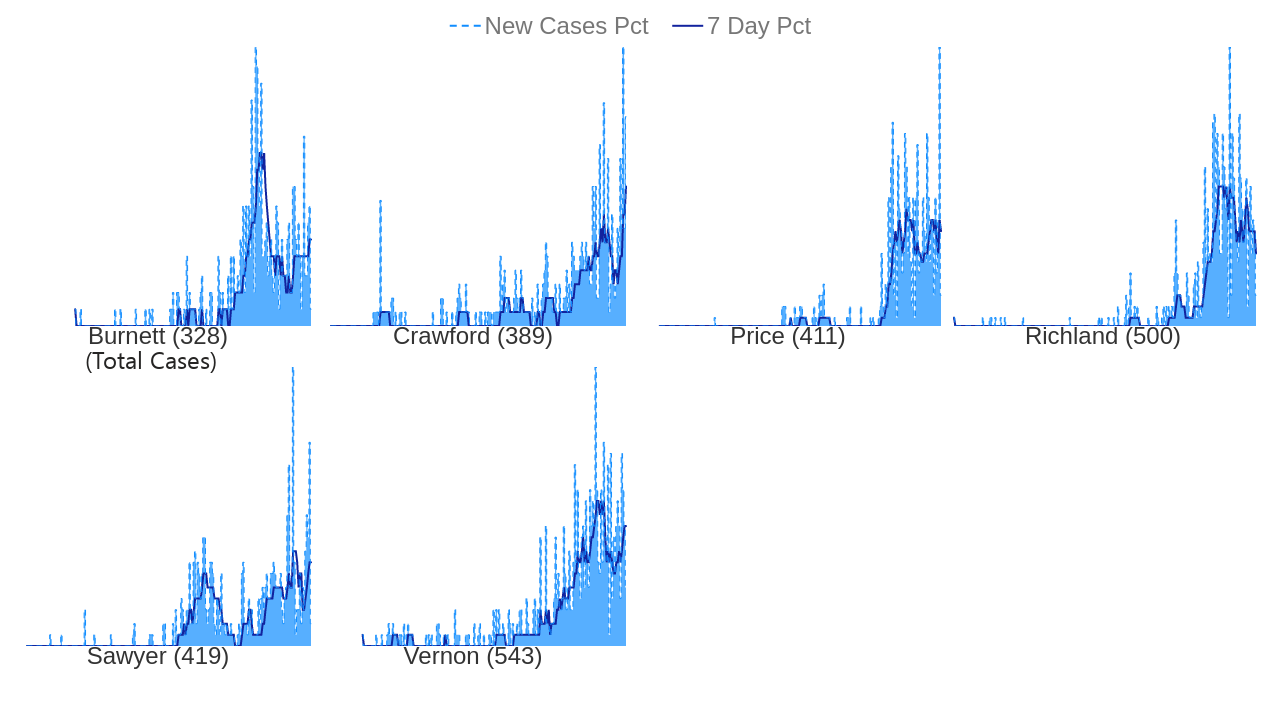 New Cases Pct 7 Day Pct
Burnett (328)
(Total Cases)
Crawford (389)
Price (411)
Richland (500)
Sawyer (419)
Vernon (543)